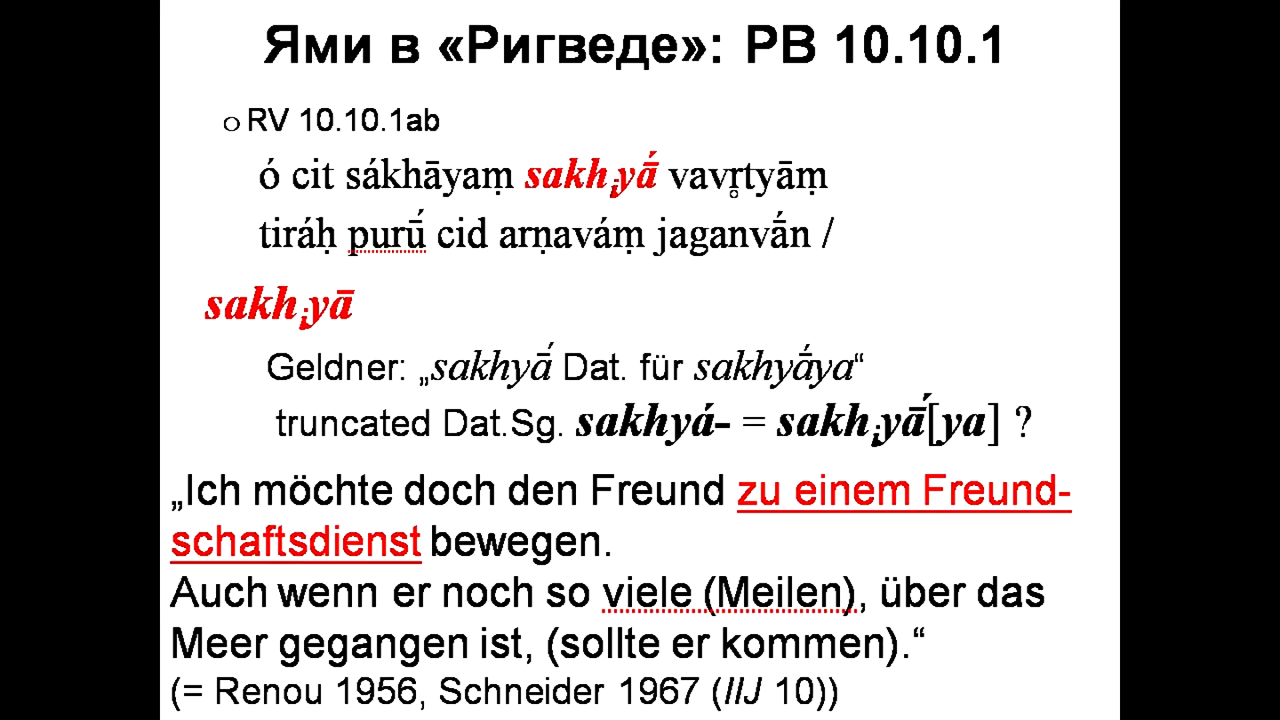 Ями в «Ригведе»: РВ 10.10.1
o RV 10.10.1ab
ó cit sákhāyaṃ sakhᵢyā́ vavr̥tyāṃ
tiráḥ purū́ cid arṇaváṃ jaganvā́n /
sakhᵢyā
Geldner: „sakhyā́ Dat. für sakhyā́ya“
truncated Dat.Sg. sakhyá- = sakhᵢyā́[ya] ?
„Ich möchte doch den Freund zu einem Freund-
schaftsdienst bewegen.
Auch wenn er noch so viele (Meilen), über das
Meer gegangen ist, (sollte er kommen).“
(= Renou 1956, Schneider 1967 (IIJ 10))